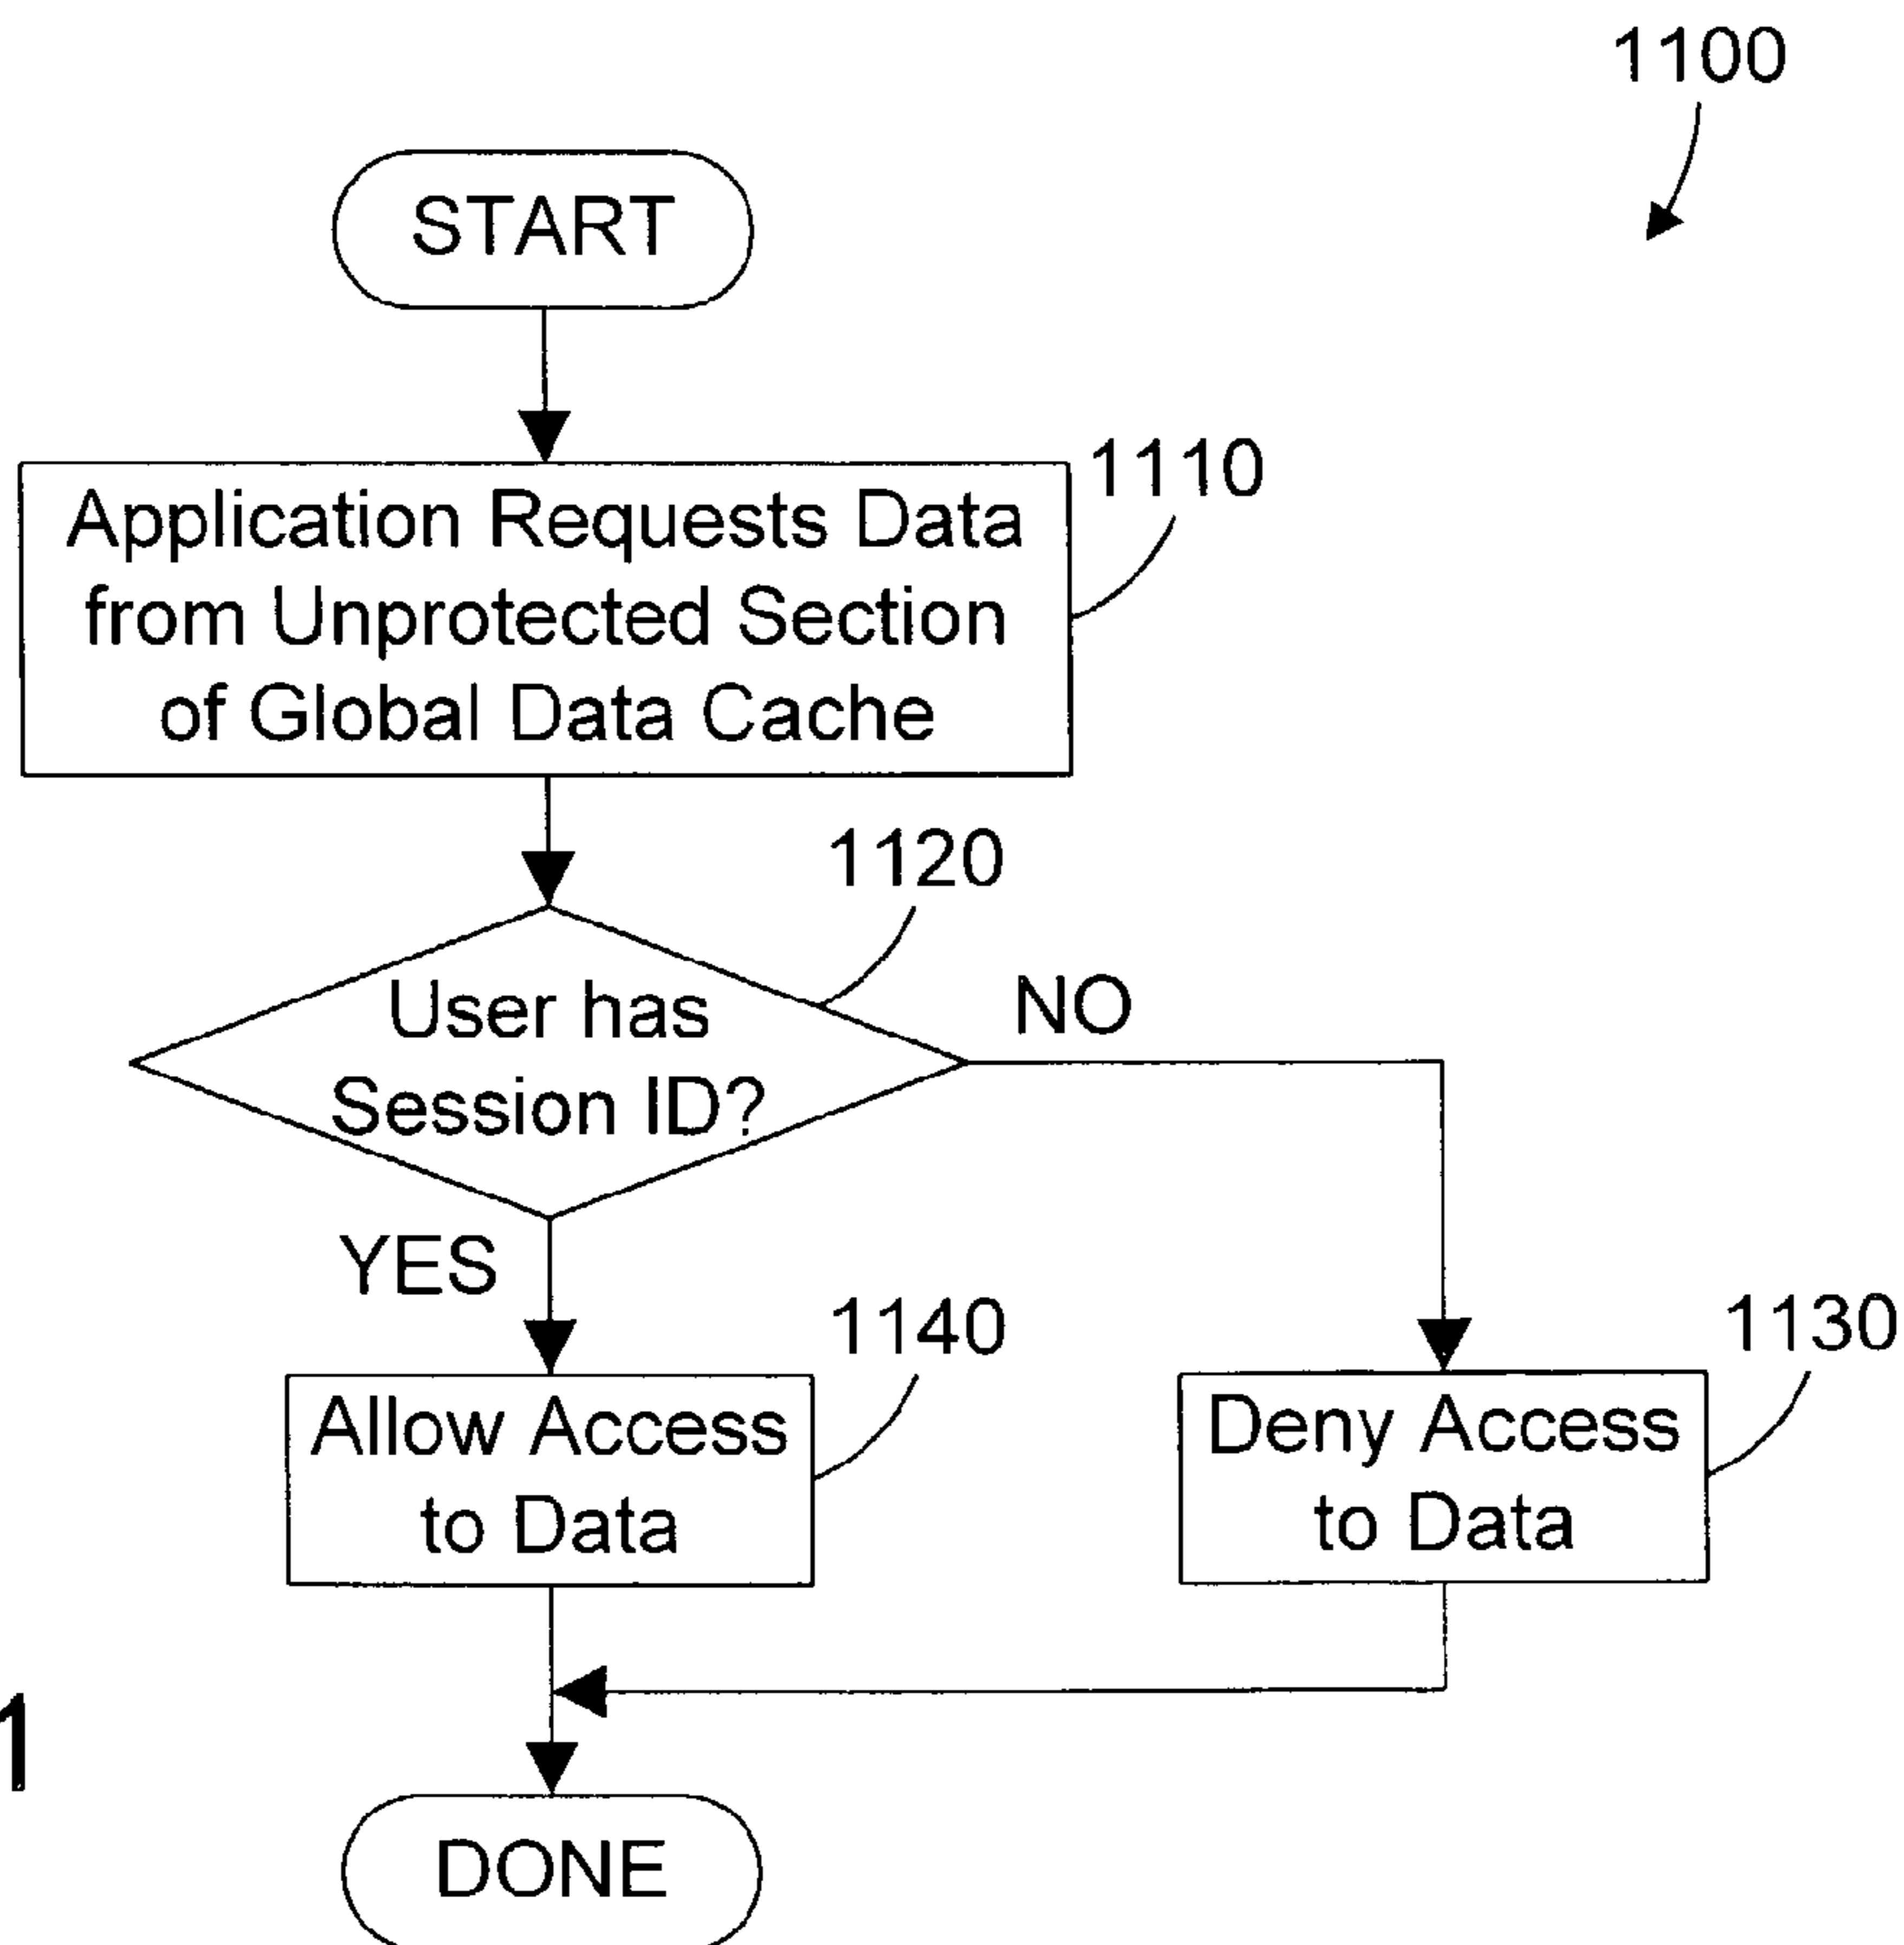 1100
START
1110
Application Requests Data
from Unprotected Section
of Global Data Cache
1120
User has
Session ID?
NO
YES
1140
1130
Allow Access
to Data
Deny Access
to Data
1
DONE